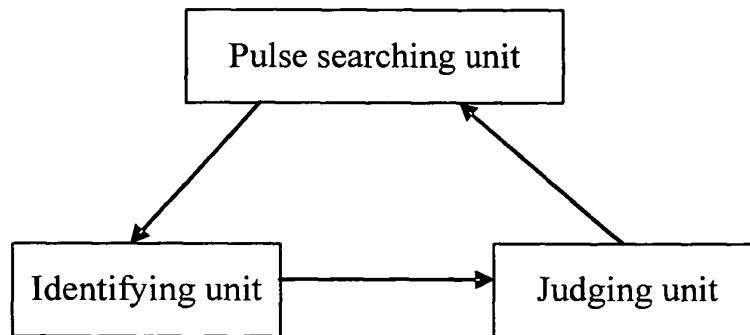 Pulse searching unit
Identifying unit
Judging unit